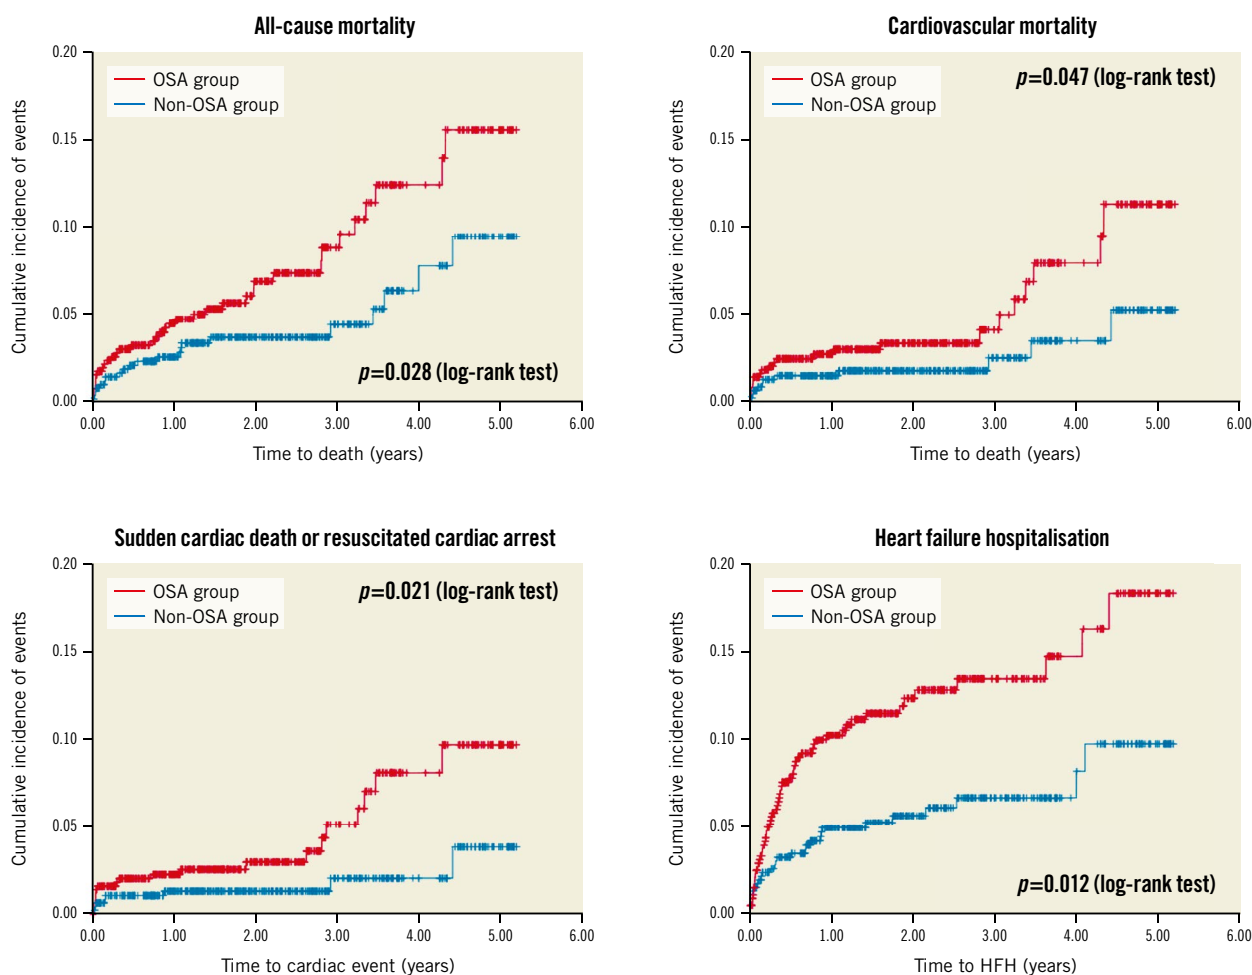 All-cause mortality
Cumulative incidence of events
0.20
0.15
0.10
0.05
0.00
OSA group
Non-OSA group
p=0.028 (log-rank test)
0.00 1.00 2.00 3.00 4.00 5.00 6.00
Time to death (years)
Cardiovascular mortality
Cumulative incidence of events
0.20
0.15
0.10
0.05
0.00
OSA group
Non-OSA group
p=0.047 (log-rank test)
0.00 1.00 2.00 3.00 4.00 5.00 6.00
Time to death (years)
Sudden cardiac death or resuscitated cardiac arrest
Cumulative incidence of events
0.20
0.15
0.10
0.05
0.00
OSA group
Non-OSA group
p=0.021 (log-rank test)
0.00 1.00 2.00 3.00 4.00 5.00 6.00
Time to cardiac event (years)
Heart failure hospitalisation
Cumulative incidence of events
0.20
0.15
0.10
0.05
0.00
OSA group
Non-OSA group
p=0.012 (log-rank test)
0.00 1.00 2.00 3.00 4.00 5.00 6.00
Time to HFH (years)